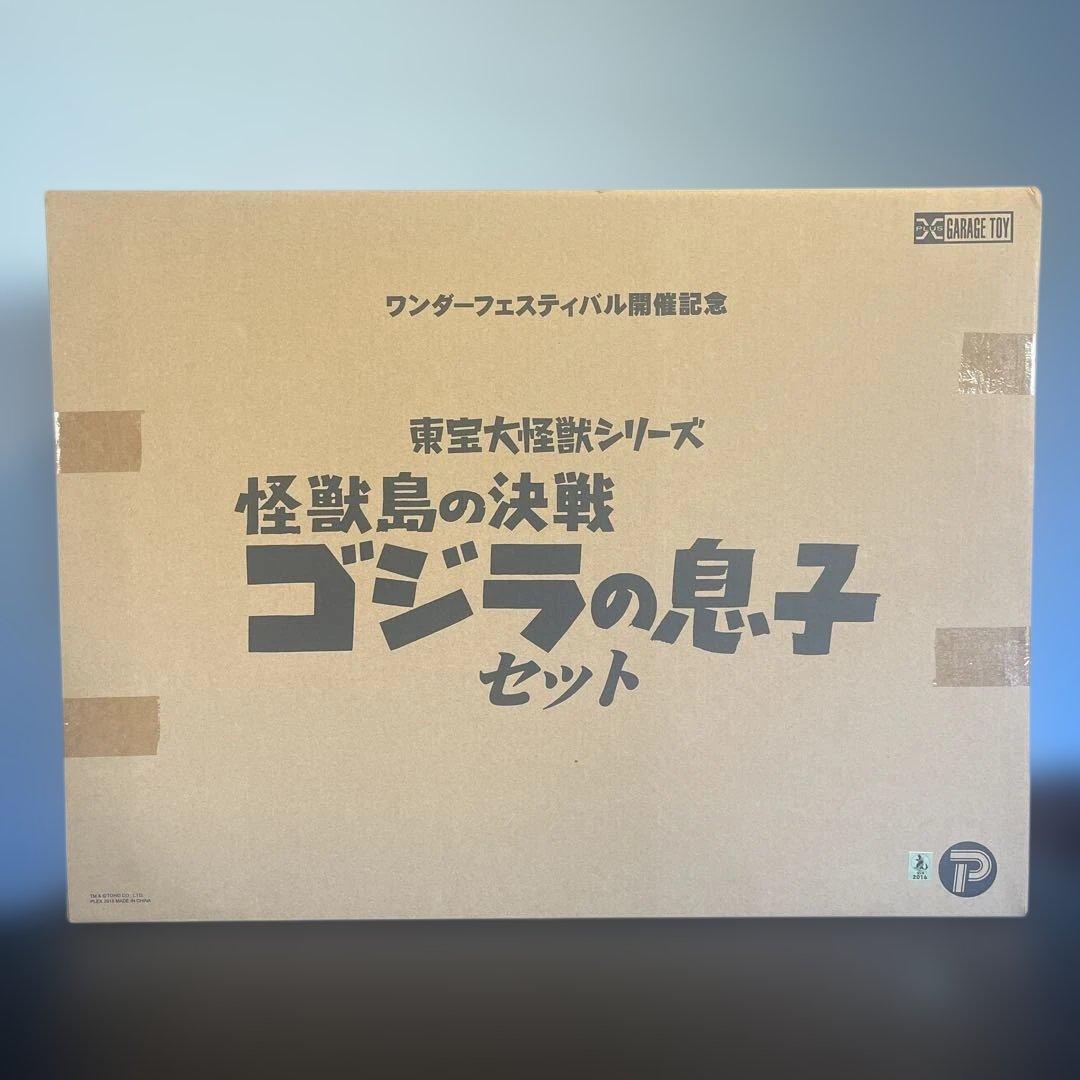 X PLUS GARAGE TOY
ワンダーフェスティバル開催記念
東宝大怪獣シリーズ
怪獣島の決戦
ゴジラの息子
セット
2016
P
TM & ©TOHO CO., LTD.
PLEX 2015 MADE IN CHINA